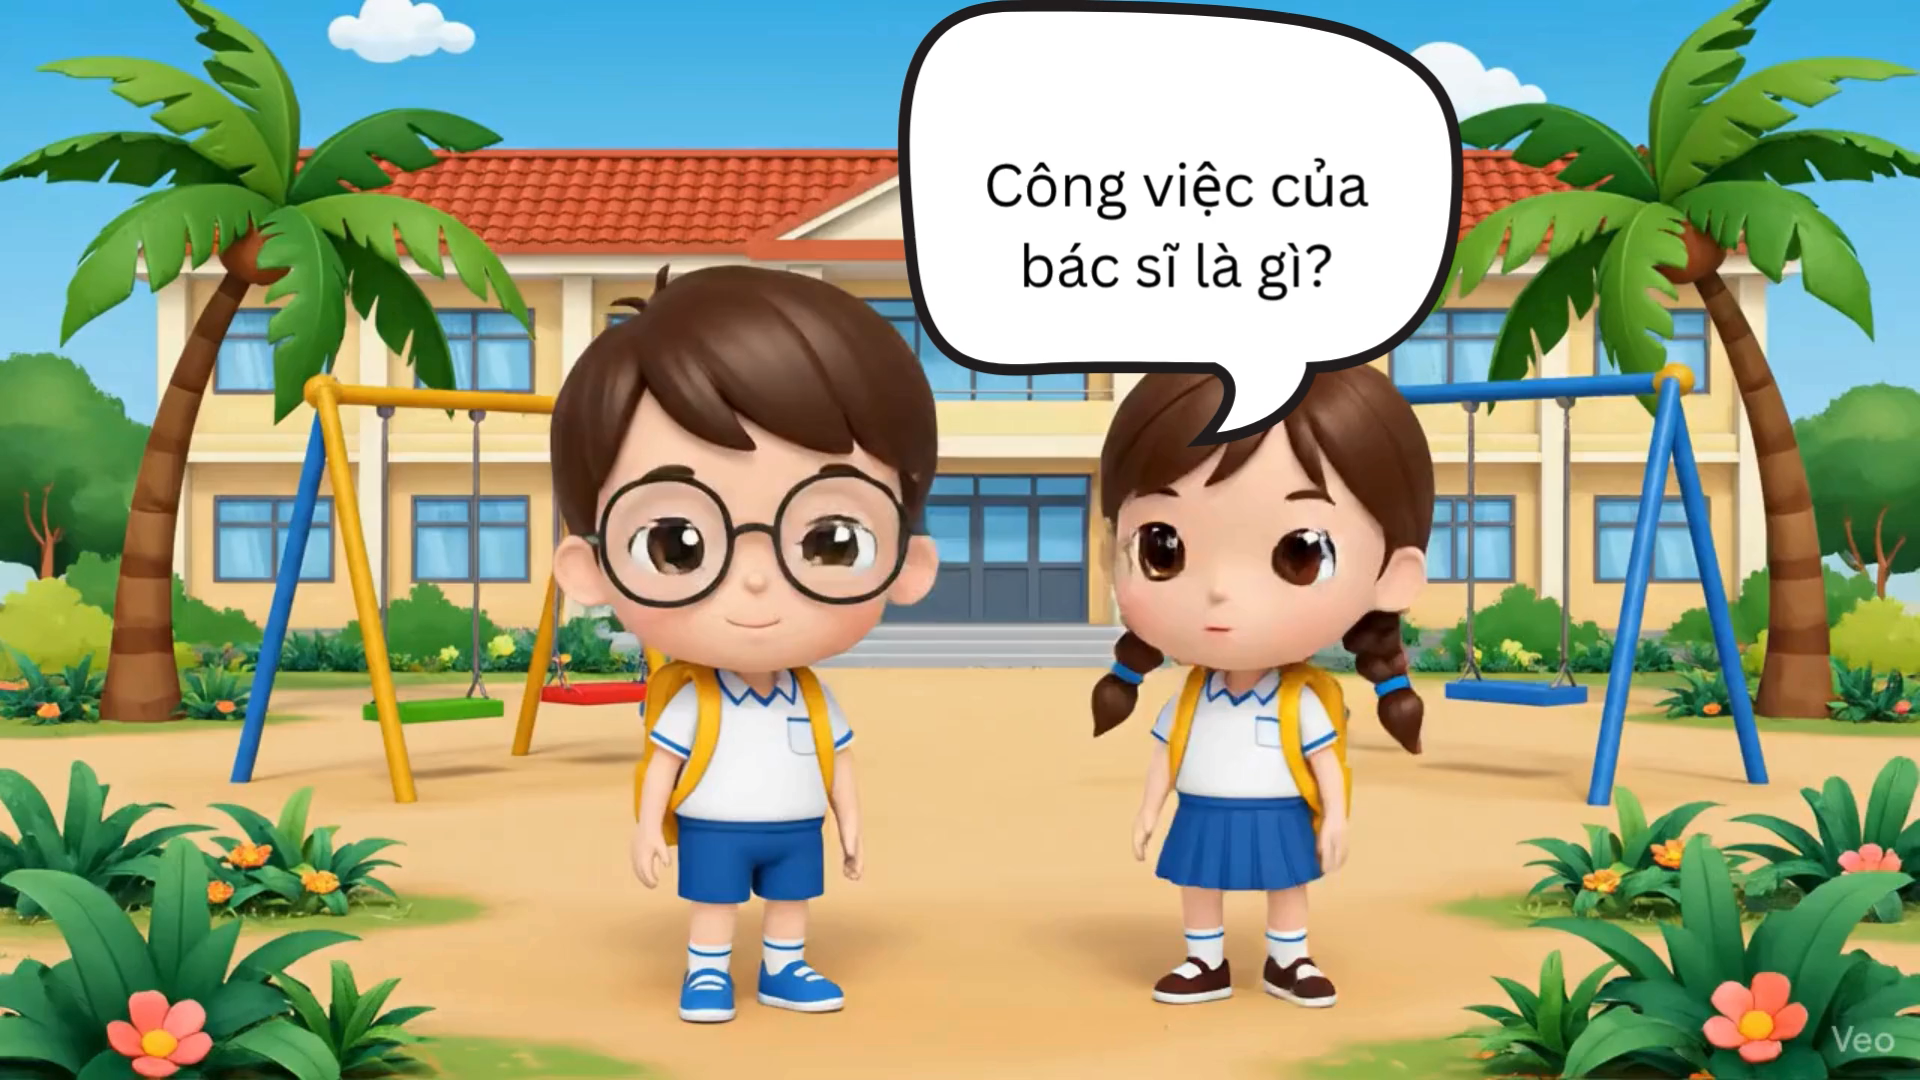 Công việc của
bác sĩ là gì?
Veo